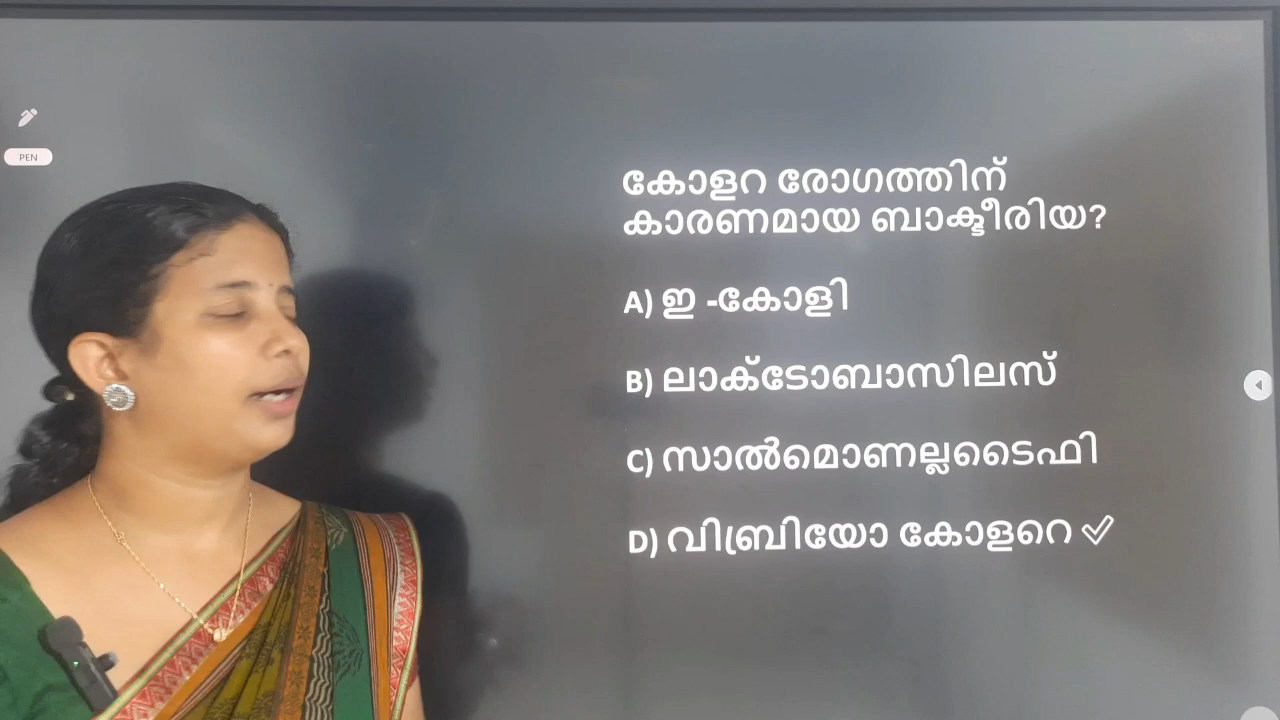 PEN
കോളറ രോഗത്തിന്
കാരണമായ ബാക്ടീരിയ?
A) ഇ -കോളി
B) ലാക്ടോബാസിലസ്
C) സാൽമൊണല്ലടൈഫി
D) വിബ്രിയോ കോളറെ ✓